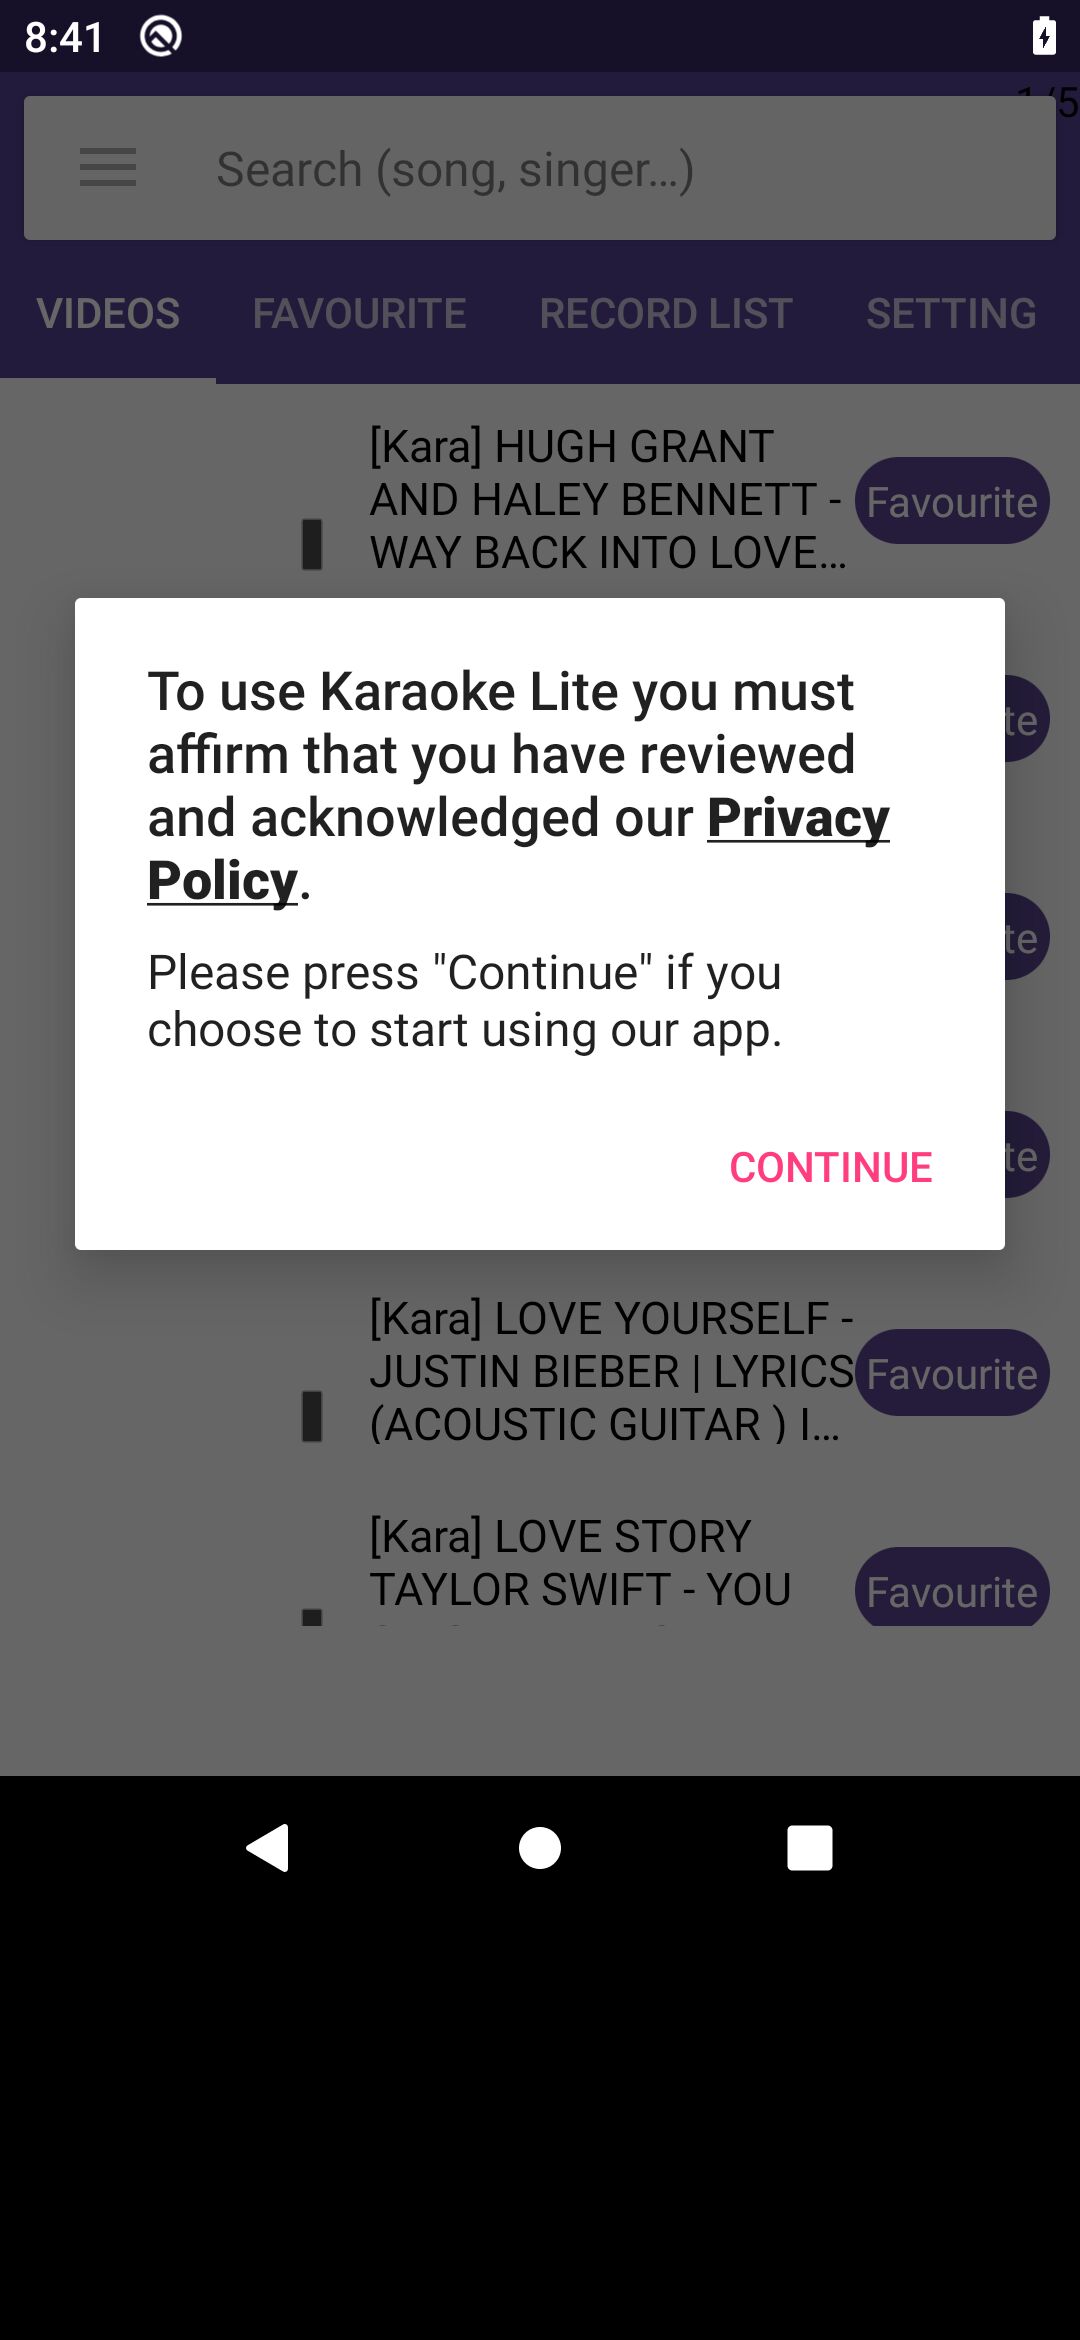 8:41
1/5
Search (song, singer…)
VIDEOS FAVOURITE RECORD LIST SETTING
[Kara] HUGH GRANT
AND HALEY BENNETT -
WAY BACK INTO LOVE…
Favourite
te
To use Karaoke Lite you must
affirm that you have reviewed
and acknowledged our Privacy
Policy.
te
Please press "Continue" if you
choose to start using our app.
te
CONTINUE
[Kara] LOVE YOURSELF -
JUSTIN BIEBER | LYRICS
(ACOUSTIC GUITAR ) I…
Favourite
[Kara] LOVE STORY
TAYLOR SWIFT - YOU
Favourite